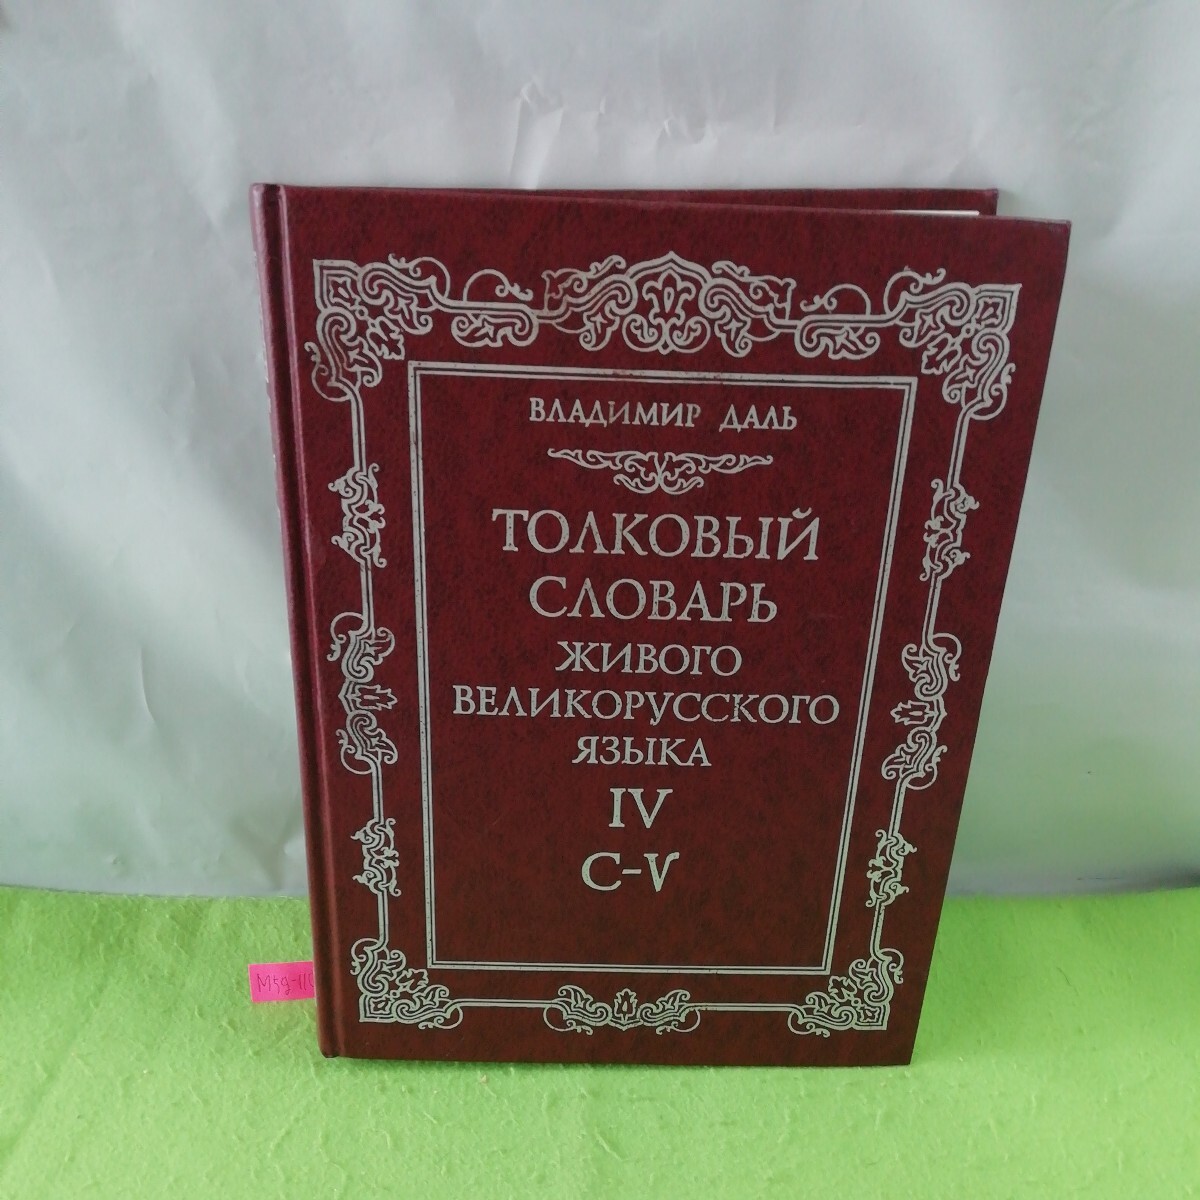 ВЛАДИМИР ДАЛЬ
ТОЛКОВЫЙ
СЛОВАРЬ
ЖИВОГО
ВЕЛИКОРУССКОГО
ЯЗЫКА
IV
С-V